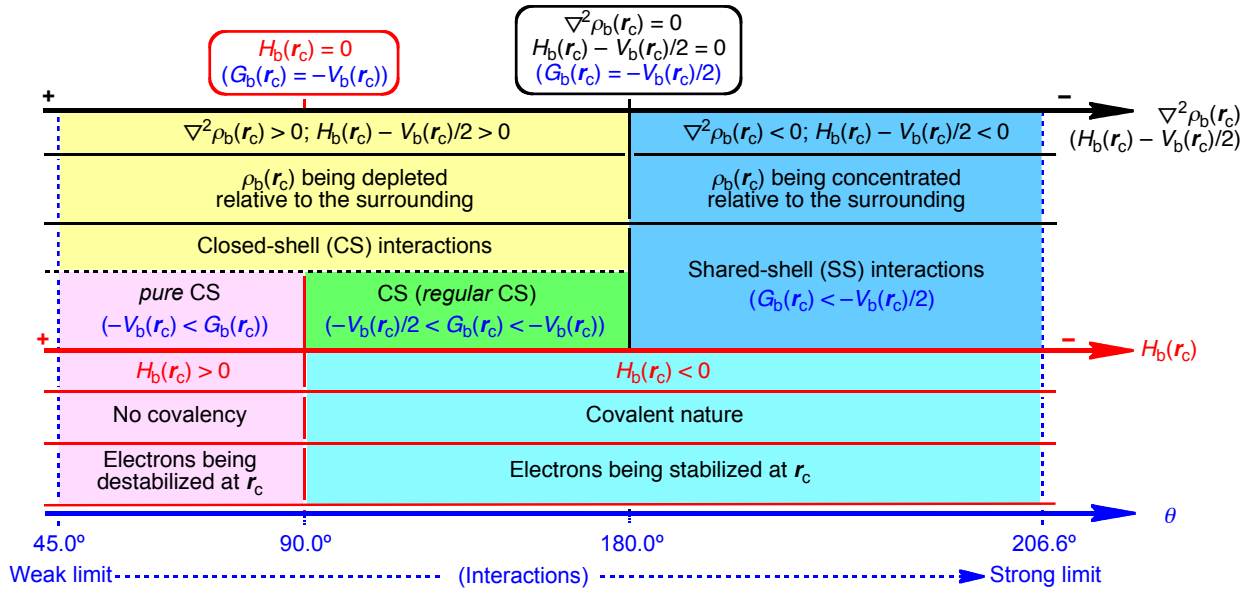 ∇²ρb(rc) = 0
Hb(rc) – Vb(rc)/2 = 0
(Gb(rc) = –Vb(rc)/2)
Hb(rc) = 0
(Gb(rc) = –Vb(rc))
+
–
∇²ρb(rc)
(Hb(rc) – Vb(rc)/2)
∇²ρb(rc) > 0; Hb(rc) – Vb(rc)/2 > 0
∇²ρb(rc) < 0; Hb(rc) – Vb(rc)/2 < 0
ρb(rc) being depleted
relative to the surrounding
ρb(rc) being concentrated
relative to the surrounding
Closed-shell (CS) interactions
Shared-shell (SS) interactions
(Gb(rc) < –Vb(rc)/2)
pure CS
(–Vb(rc) < Gb(rc))
CS (regular CS)
(–Vb(rc)/2 < Gb(rc) < –Vb(rc))
+
–
Hb(rc)
Hb(rc) > 0
Hb(rc) < 0
No covalency
Covalent nature
Electrons being
destabilized at rc
Electrons being stabilized at rc
θ
45.0º
90.0º
180.0º
206.6º
Weak limit
(Interactions)
Strong limit